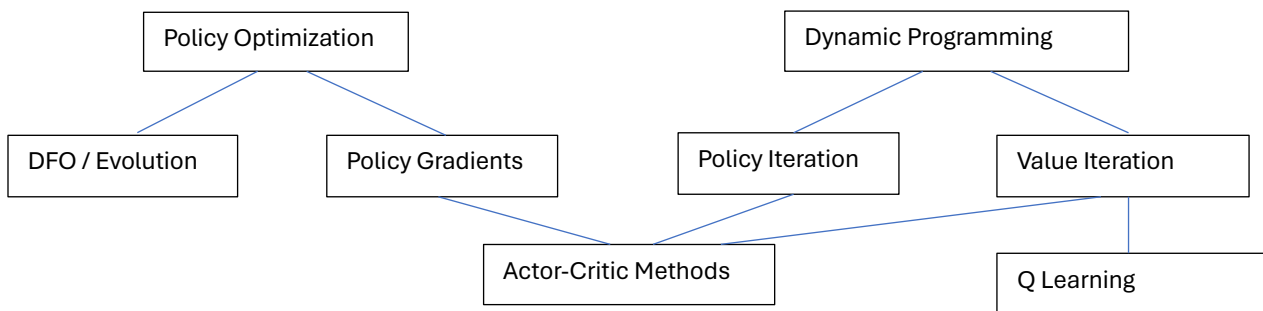 Policy Optimization
Dynamic Programming
DFO / Evolution
Policy Gradients
Policy Iteration
Value Iteration
Actor-Critic Methods
Q Learning